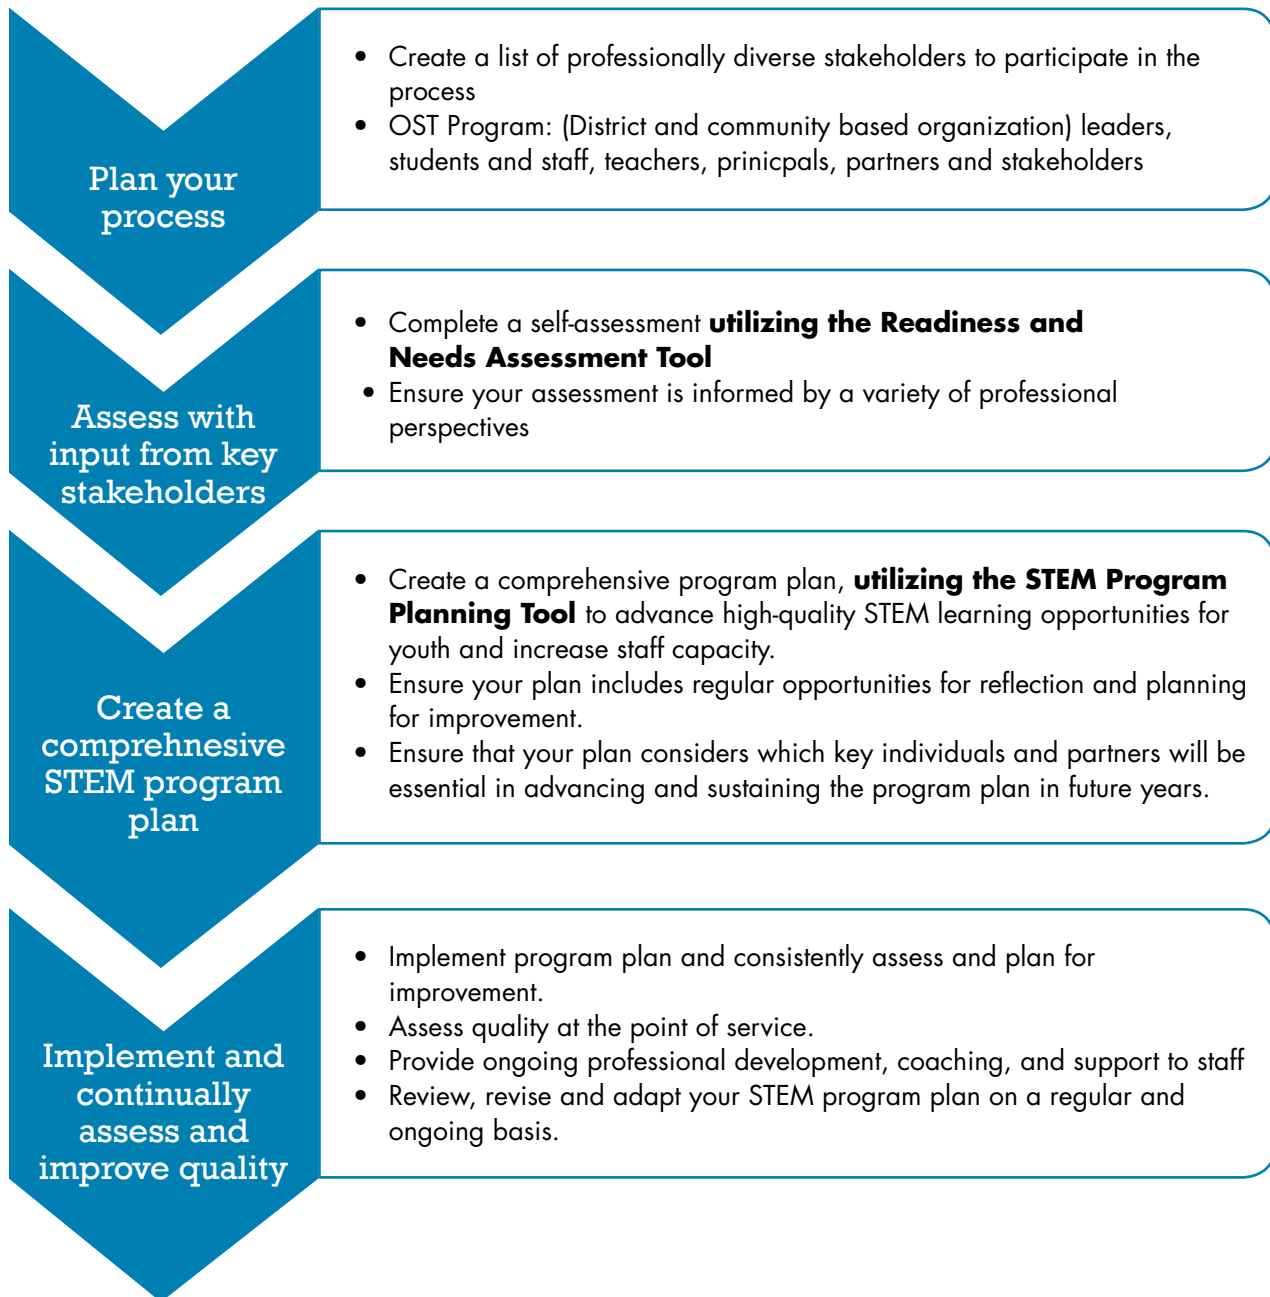 Plan your
process
• Create a list of professionally diverse stakeholders to participate in the
process
• OST Program: (District and community based organization) leaders,
students and staff, teachers, prinicpals, partners and stakeholders
Assess with
input from key
stakeholders
• Complete a self-assessment utilizing the Readiness and
Needs Assessment Tool
• Ensure your assessment is informed by a variety of professional
perspectives
Create a
comprehnesive
STEM program
plan
• Create a comprehensive program plan, utilizing the STEM Program
Planning Tool to advance high-quality STEM learning opportunities for
youth and increase staff capacity.
• Ensure your plan includes regular opportunities for reflection and planning
for improvement.
• Ensure that your plan considers which key individuals and partners will be
essential in advancing and sustaining the program plan in future years.
Implement and
continually
assess and
improve quality
• Implement program plan and consistently assess and plan for
improvement.
• Assess quality at the point of service.
• Provide ongoing professional development, coaching, and support to staff
• Review, revise and adapt your STEM program plan on a regular and
ongoing basis.